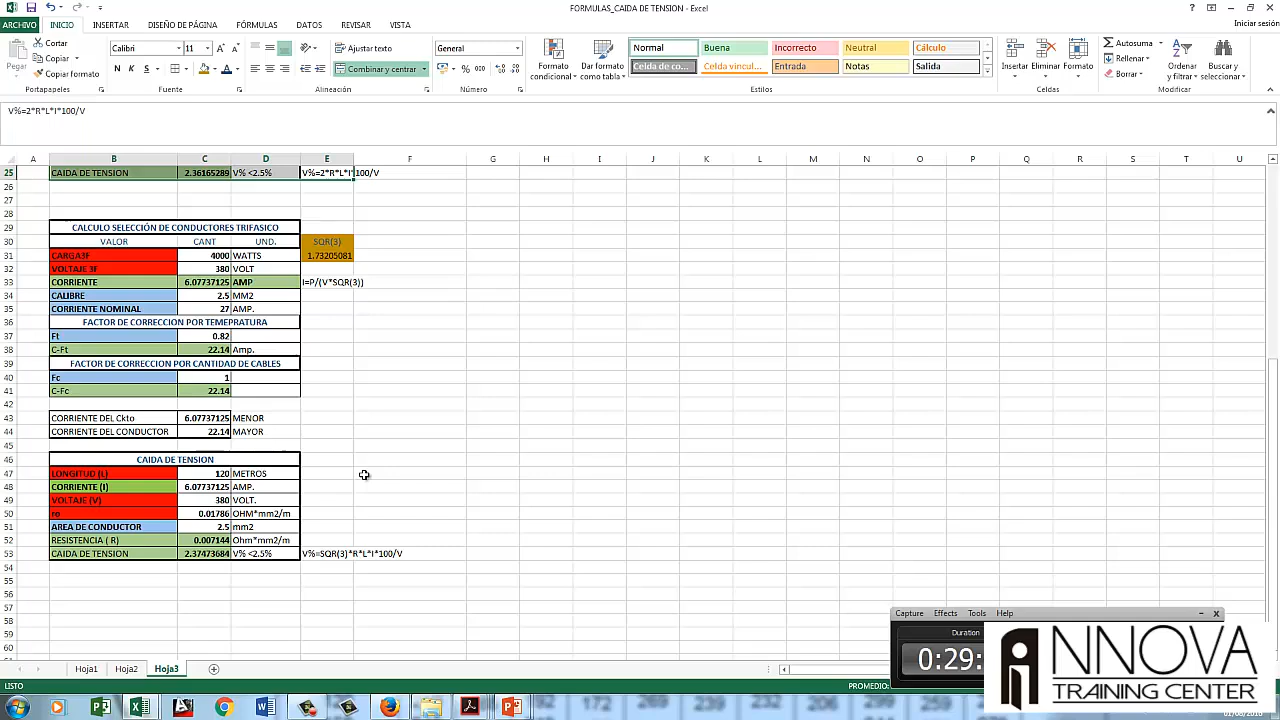 FORMULAS_CAIDA DE TENSION - Excel
Iniciar sesión
ARCHIVO INICIO INSERTAR DISEÑO DE PÁGINA FÓRMULAS DATOS REVISAR VISTA
Pegar Cortar Copiar Copiar formato
Calibri 11 N K S
Ajustar texto Combinar y centrar
General % 000
Formato condicional Dar formato como tabla
Normal Buena Incorrecto Neutral Cálculo
Celda de co... Celda vincul... Entrada Notas Salida
Insertar Eliminar Formato
Autosuma Rellenar Borrar
Ordenar y filtrar Buscar y seleccionar
Portapapeles Fuente Alineación Número Estilos Celdas Modificar
V%=2*R*L*I*100/V
A B C D E F G H I J K L M N O P Q R S T U
25 CAIDA DE TENSION 2.36165289 V% <2.5% V%=2*R*L*I*100/V
26
27
28
29 CALCULO SELECCIÓN DE CONDUCTORES TRIFASICO
30 VALOR CANT UND. SQR(3)
31 CARGA3F 4000 WATTS 1.73205081
32 VOLTAJE 3F 380 VOLT
33 CORRIENTE 6.07737125 AMP I=P/(V*SQR(3))
34 CALIBRE 2.5 MM2
35 CORRIENTE NOMINAL 27 AMP.
36 FACTOR DE CORRECCION POR TEMEPRATURA
37 Ft 0.82
38 C-Ft 22.14 Amp.
39 FACTOR DE CORRECCION POR CANTIDAD DE CABLES
40 Fc 1
41 C-Fc 22.14
42
43 CORRIENTE DEL Ckto 6.07737125 MENOR
44 CORRIENTE DEL CONDUCTOR 22.14 MAYOR
45
46 CAIDA DE TENSION
47 LONGITUD (L) 120 METROS
48 CORRIENTE (I) 6.07737125 AMP.
49 VOLTAJE (V) 380 VOLT.
50 ro 0.01786 OHM*mm2/m
51 AREA DE CONDUCTOR 2.5 mm2
52 RESISTENCIA ( R) 0.007144 Ohm*mm2/m
53 CAIDA DE TENSION 2.37473684 V% <2.5% V%=SQR(3)*R*L*I*100/V
54
55
56
57
58
59
60
Capture Effects Tools Help
Duration
0:29:
INNOVA
TRAINING CENTER
Hoja1 Hoja2 Hoja3
LISTO PROMEDIO: